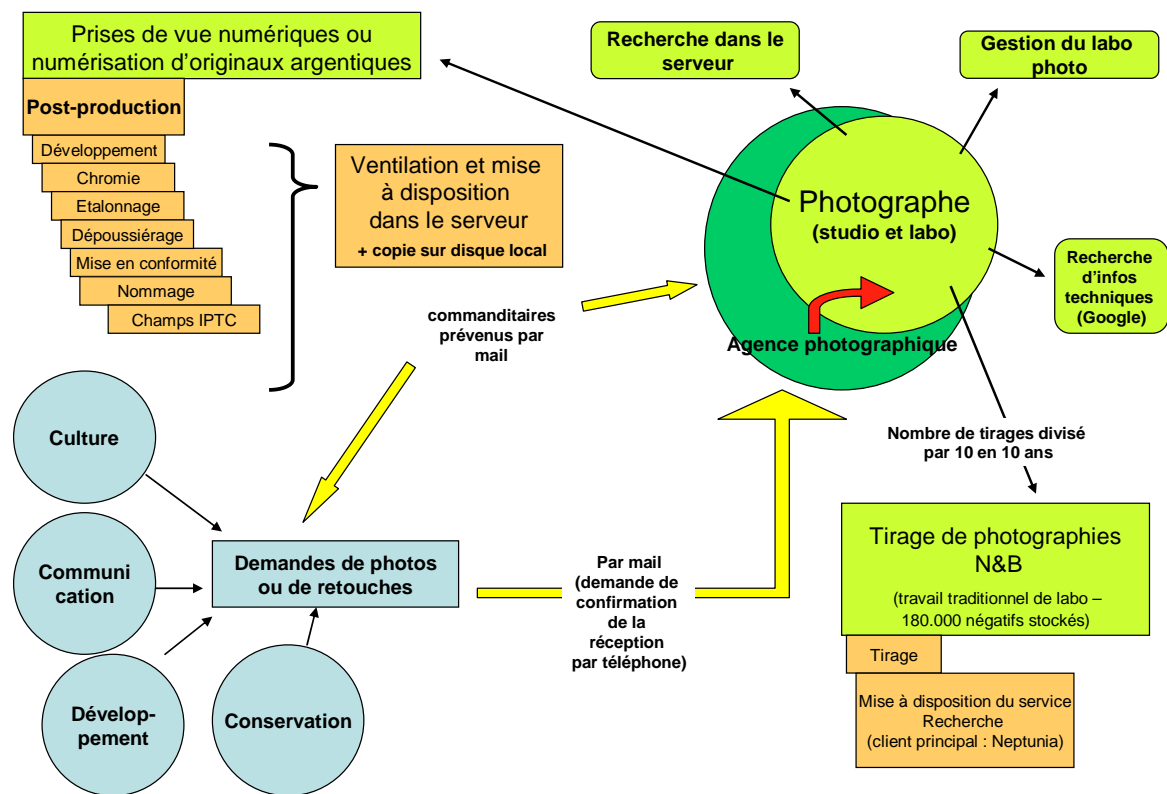 Prises de vue numériques ou
numérisation d'originaux argentiques
Post-production
Développement
Chromie
Etalonnage
Dépoussiérage
Mise en conformité
Nommage
Champs IPTC
Ventilation et mise
à disposition
dans le serveur
+ copie sur disque local
Recherche dans le
serveur
Gestion du labo
photo
Photographe
(studio et labo)
Recherche
d'infos
techniques
(Google)
Agence photographique
commanditaires
prévenus par
mail
Nombre de tirages divisé
par 10 en 10 ans
Culture
Communi
cation
Dévelop-
pement
Conservation
Demandes de photos
ou de retouches
Par mail
(demande de
confirmation
de la
réception
par téléphone)
Tirage de photographies
N&B
(travail traditionnel de labo –
180.000 négatifs stockés)
Tirage
Mise à disposition du service
Recherche
(client principal : Neptunia)